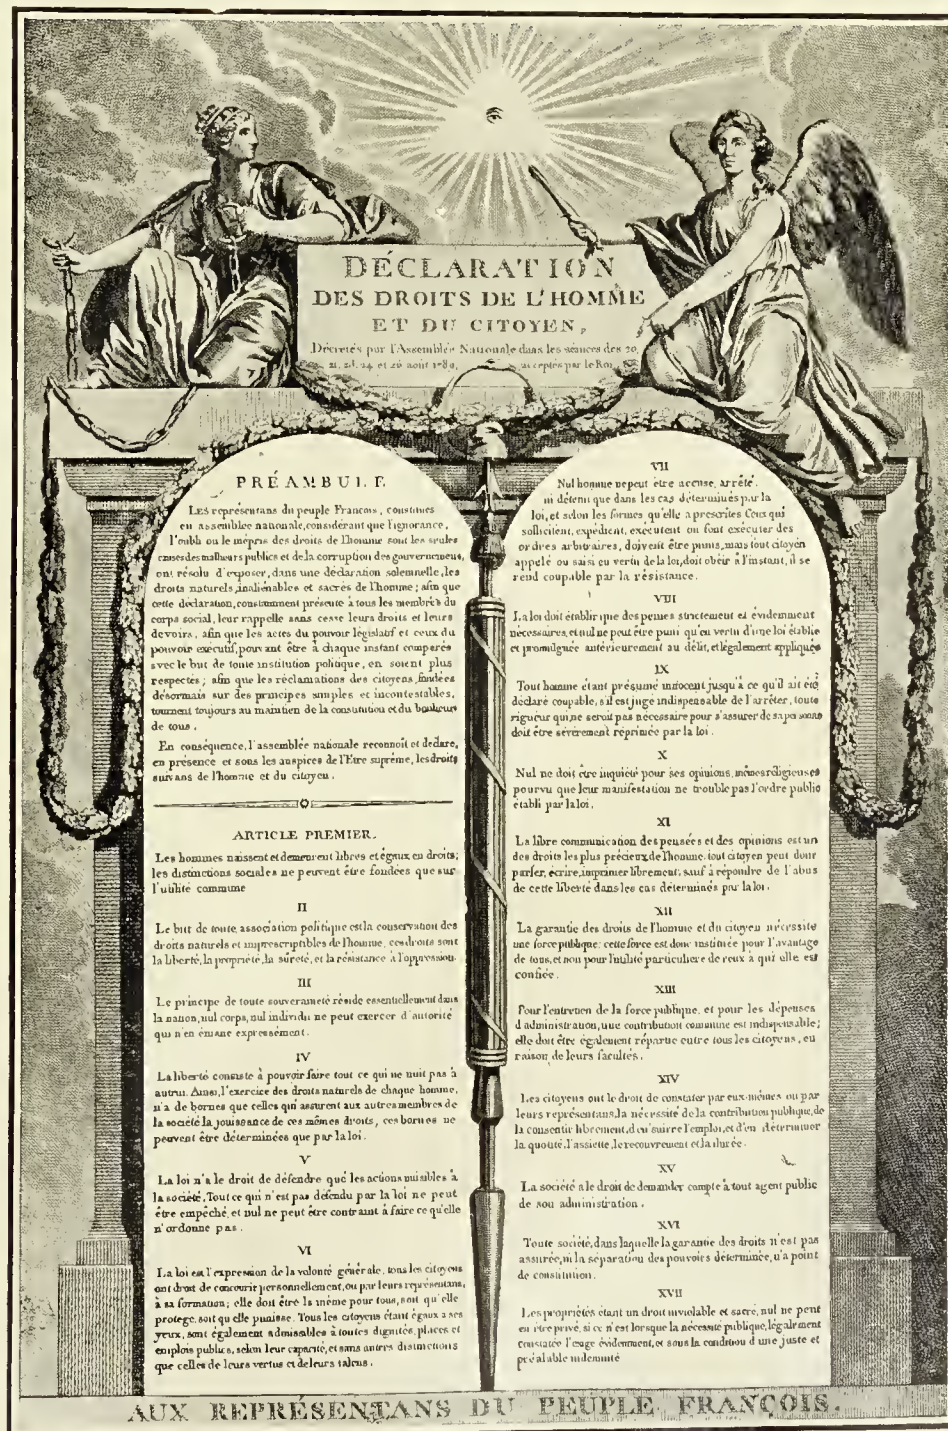 DÉCLARATION
DES DROITS DE L'HOMME
ET DU CITOYEN,
Décretés par l'Assemblée Nationale dans les séances des 20,
21, 23, 24 et 26 août 1789, acceptés par le Roi
PRÉAMBULE
LES représentans du peuple Francois, constitués
en assemblée nationale, considérant que l'ignorance,
l'oubli ou le mépris des droits de l'homme sont les seules
causes des malheurs publics et de la corruption des gouvernemens,
ont résolu d'exposer, dans une déclaration solemnelle, les
droits naturels, inaliénables et sacrés de l'homme; afin que
cette déclaration, constamment présente à tous les membres du
corps social, leur rappelle sans cesse leurs droits et leurs
devoirs, afin que les actes du pouvoir législatif et ceux du
pouvoir exécutif, pouvant être à chaque instant comparés
avec le but de toute institution politique, en soient plus
respectés; afin que les réclamations des citoyens, fondées
désormais sur des principes simples et incontestables,
tournent toujours au maintien de la constitution et du bonheur
de tous.
En conséquence, l'assemblée nationale reconnoit et declare,
en présence et sous les auspices de l'Etre suprême, les droits
suivans de l'homme et du citoyen.
ARTICLE PREMIER.
Les hommes naissent et demeurent libres et égaux en droits;
les distinctions sociales ne peuvent être fondées que sur
l'utilité commune
II
Le but de toute association politique est la conservation des
droits naturels et imprescriptibles de l'homme, ces droits sont
la liberté, la propriété, la sûreté, et la résistance à l'oppression.
III
Le principe de toute souveraineté réside essentiellement dans
la nation, nul corps, nul individu ne peut exercer d'autorité
qui n'en émane expressément.
IV
La liberté consiste à pouvoir faire tout ce qui ne nuit pas à
autrui. Ainsi, l'exercice des droits naturels de chaque homme,
n'a de bornes que celles qui assurent aux autres membres de
la société la jouissance de ces mêmes droits, ces bornes ne
peuvent être déterminées que par la loi.
V
La loi n'a le droit de défendre que les actions nuisibles à
la société. Tout ce qui n'est pas défendu par la loi ne peut
être empêché, et nul ne peut être contraint à faire ce qu'elle
n'ordonne pas.
VI
La loi est l'expression de la volonté générale, tous les citoyens
ont droit de concourir personnellement, ou par leurs représentans,
à sa formation; elle doit être la même pour tous, soit qu'elle
protege, soit qu'elle punisse. Tous les citoyens étant égaux a ses
yeux, sont également admissibles à toutes dignités, places et
emplois publics, selon leur capacité, et sans autres distinctions
que celles de leurs vertus et de leurs talens.
VII
Nul homme ne peut être accusé, arrêté,
ni détenu que dans les cas déterminés par la
loi, et selon les formes qu'elle a prescrites Ceux qui
sollicitent, expédient, exécutent ou font exécuter des
ordres arbitraires, doivent être punis, mais tout citoyen
appelé ou saisi en vertu de la loi, doit obéir à l'instant, il se
rend coupable par la résistance.
VIII
La loi doit établir que des peines strictement et évidemment
nécessaires, et nul ne peut être puni qu'en vertu d'une loi établie
et promulguée antérieurement au délit, et légalement appliquée
IX
Tout homme étant présumé innocent jusqu'à ce qu'il ait été
déclaré coupable, s'il est jugé indispensable de l'arrêter, toute
rigueur qui ne seroit pas nécessaire pour s'assurer de sa personne
doit être sévèrement réprimée par la loi.
X
Nul ne doit être inquiété pour ses opinions, mêmes religieuses
pourvu que leur manifestation ne trouble pas l'ordre public
établi par la loi.
XI
La libre communication des pensées et des opinions est un
des droits les plus précieux de l'homme: tout citoyen peut donc
parler, écrire, imprimer librement; sauf à répondre de l'abus
de cette liberté dans les cas déterminés par la loi.
XII
La garantie des droits de l'homme et du citoyen nécessite
une force publique: cette force est donc instituée pour l'avantage
de tous, et non pour l'utilité particuliere de ceux à qui elle est
confiée.
XIII
Pour l'entretien de la force publique, et pour les dépenses
d'administration, une contribution commune est indispensable;
elle doit être également répartie entre tous les citoyens, en
raison de leurs facultés.
XIV
Les citoyens ont le droit de constater par eux-mêmes ou par
leurs représentans, la nécessité de la contribution publique, de
la consentir librement, d'en suivre l'emploi, et d'en déterminer
la quotité, l'assiette, le recouvrement et la durée.
XV
La société a le droit de demander compte à tout agent public
de son administration.
XVI
Toute société, dans laquelle la garantie des droits n'est pas
assurée, ni la séparation des pouvoirs déterminée, n'a point
de constitution.
XVII
Les propriétés étant un droit inviolable et sacré, nul ne peut
en être privé, si ce n'est lorsque la nécessité publique, légalement
constatée l'exige évidemment, et sous la condition d'une juste et
préalable indemnité
AUX REPRÉSENTANS DU PEUPLE FRANÇOIS.